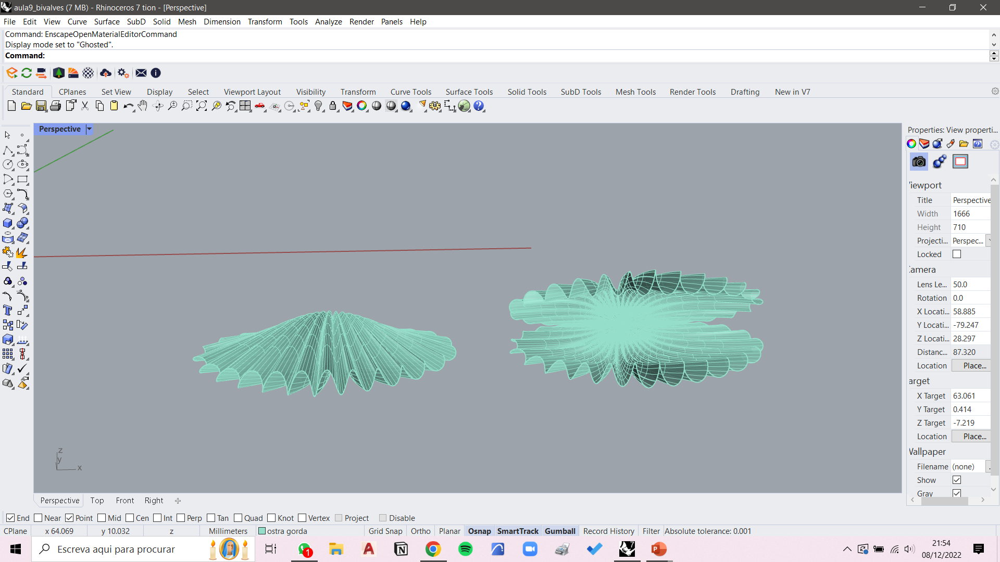 aula9_bivalves (7 MB) - Rhinoceros 7 tion - [Perspective]
File Edit View Curve Surface SubD Solid Mesh Dimension Transform Tools Analyze Render Panels Help
Command: EnscapeOpenMaterialEditorCommand
Display mode set to "Ghosted".
Command:
Standard CPlanes Set View Display Select Viewport Layout Visibility Transform Curve Tools Surface Tools Solid Tools SubD Tools Mesh Tools Render Tools Drafting New in V7
Perspective
Properties: View properti...
Viewport
Title Perspective
Width 1666
Height 710
Projecti... Perspec...
Locked
Camera
Lens Le... 50.0
Rotation 0.0
X Locati... 58.885
Y Locati... -79.247
Z Locati... 28.297
Distanc... 87.320
Location Place...
Target
X Target 63.061
Y Target 0.414
Z Target -7.219
Location Place...
Wallpaper
Filename (none)
Show
Gray
z
y
x
Perspective Top Front Right
End Near Point Mid Cen Int Perp Tan Quad Knot Vertex Project Disable
CPlane x 64.069 y 10.032 z Millimeters ostra gorda Grid Snap Ortho Planar Osnap SmartTrack Gumball Record History Filter Absolute tolerance: 0.001
Escreva aqui para procurar
1
21:54
08/12/2022